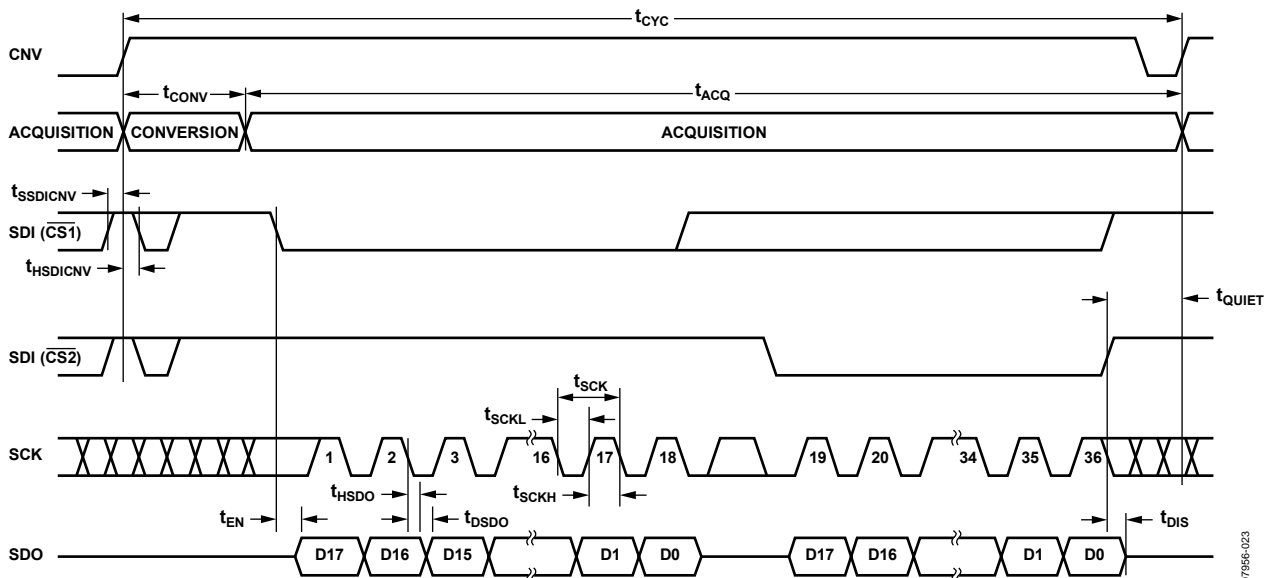 tCYC
CNV
tCONV
tACQ
ACQUISITION CONVERSION ACQUISITION
tSSDICNV
SDI (CS1)
tHSDICNV
tQUIET
SDI (CS2)
tSCK
tSCKL
SCK 1 2 3 16 17 18 19 20 34 35 36
tHSDO tSCKH
tEN tDSDO tDIS
SDO D17 D16 D15 D1 D0 D17 D16 D1 D0